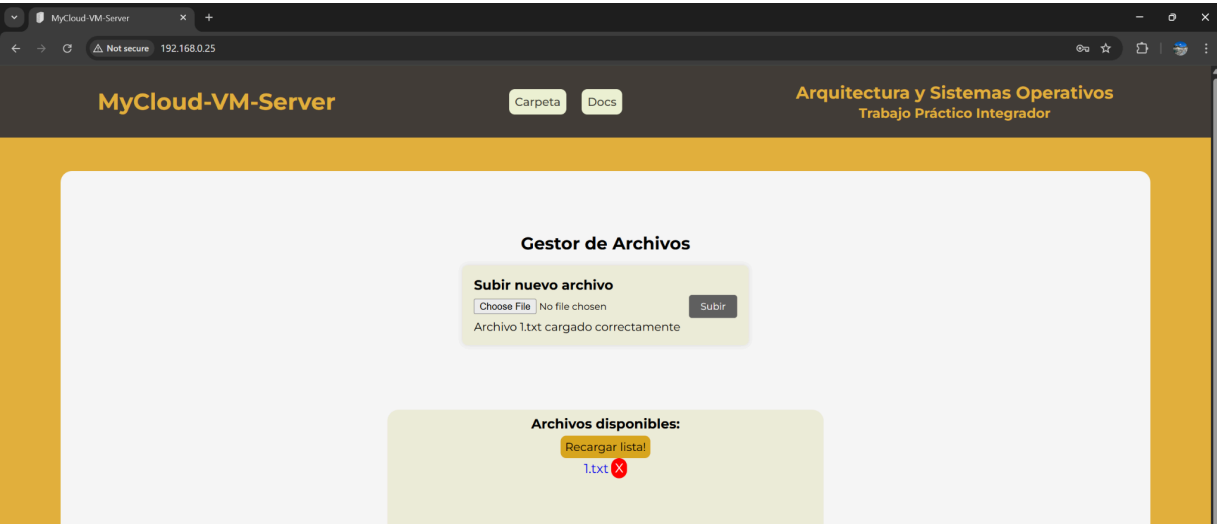 MyCloud-VM-Server
Not secure
192.168.0.25
MyCloud-VM-Server
Carpeta
Docs
Arquitectura y Sistemas Operativos
Trabajo Práctico Integrador
Gestor de Archivos
Subir nuevo archivo
Choose File No file chosen
Subir
Archivo 1.txt cargado correctamente
Archivos disponibles:
Recargar lista!
1.txt X